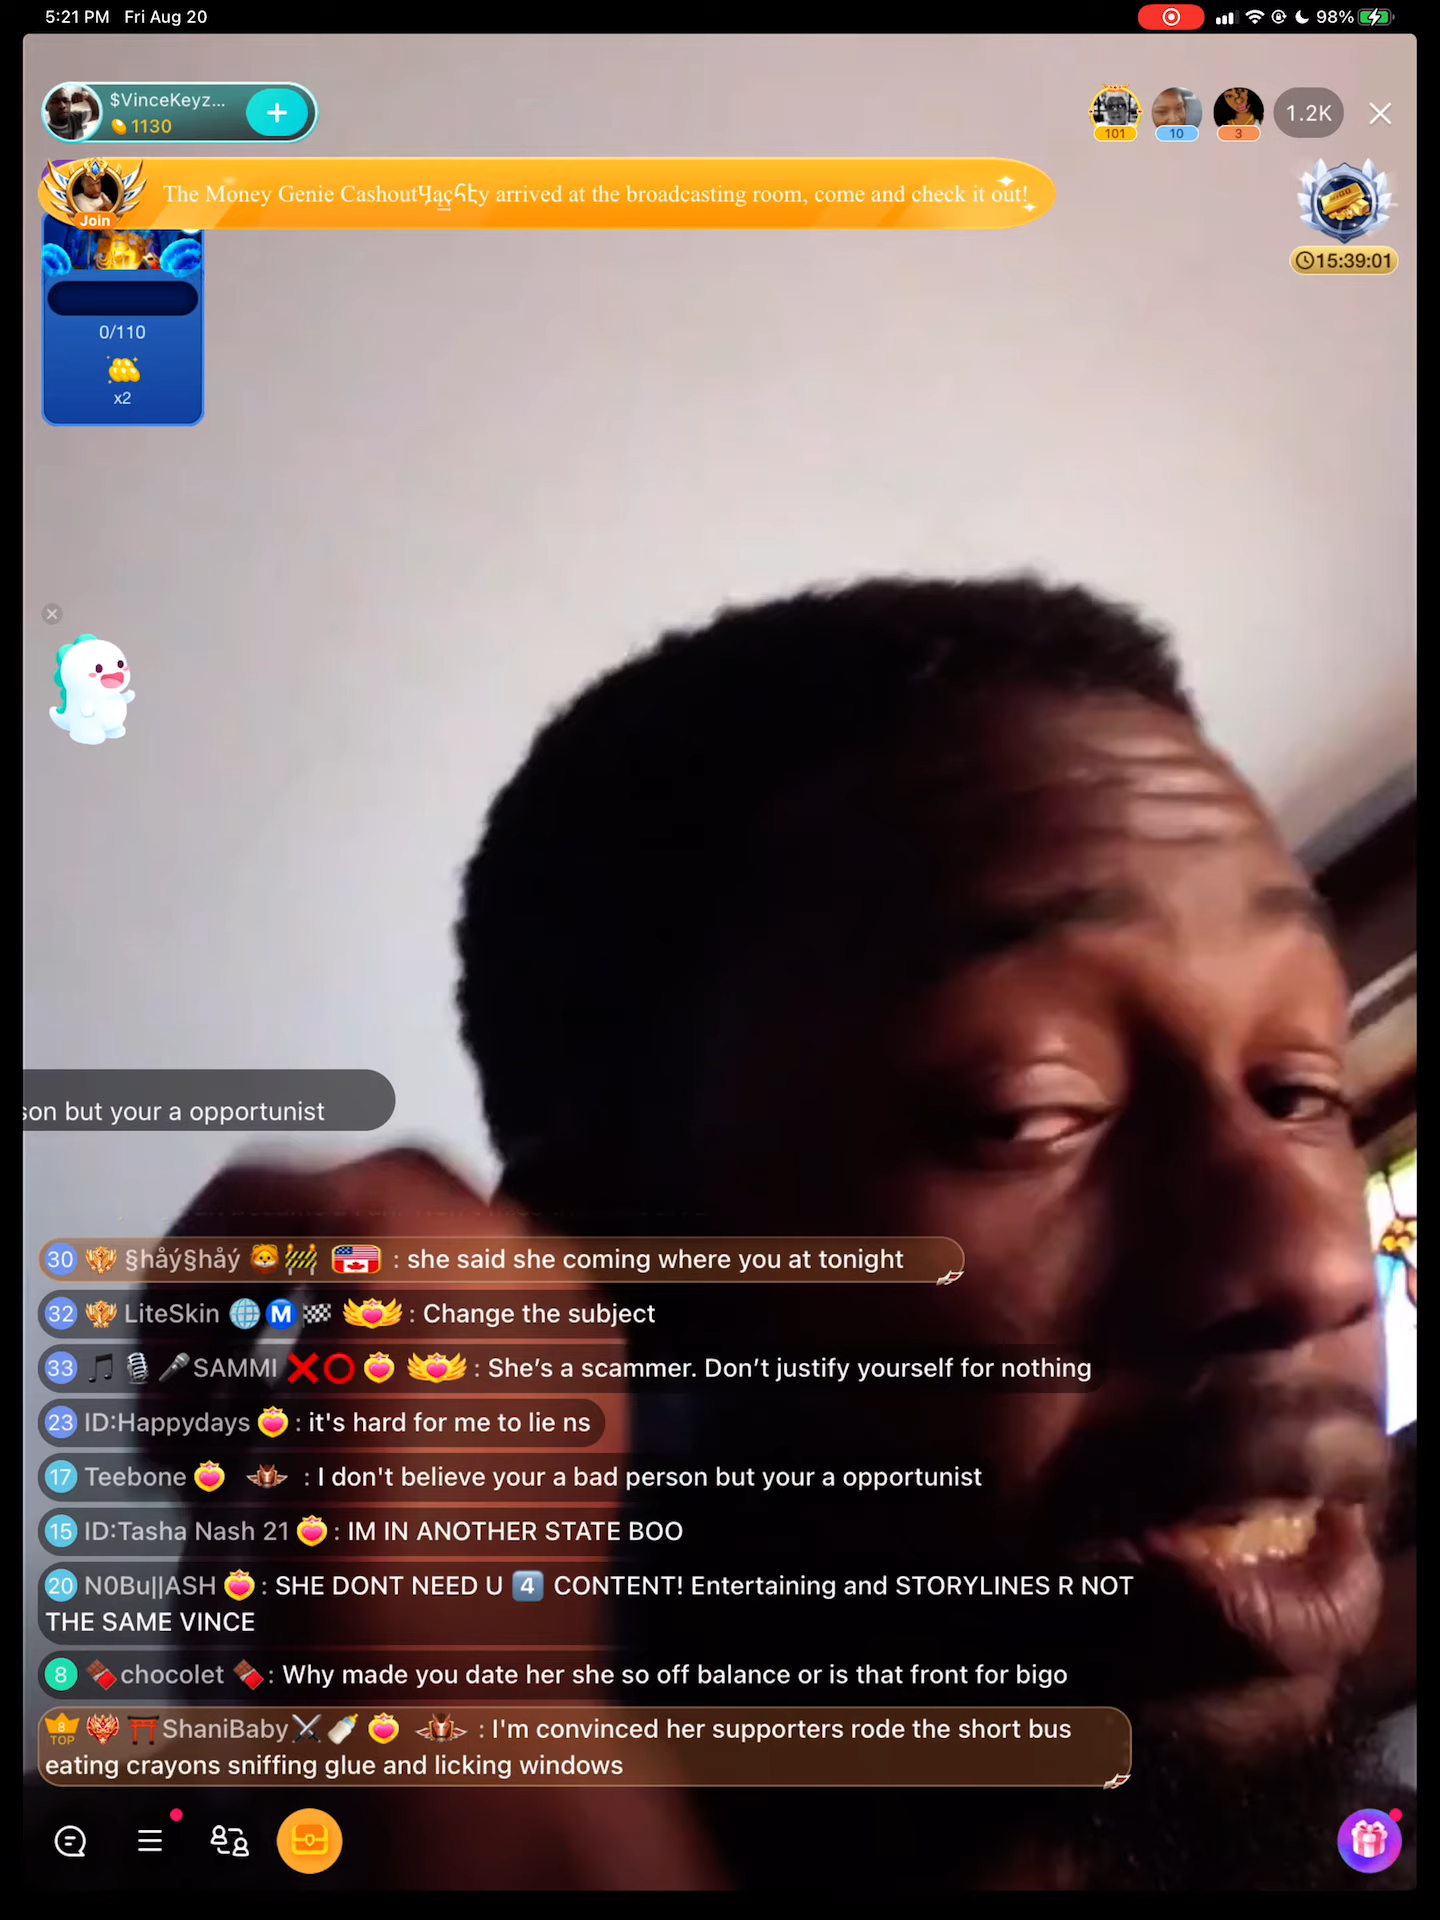 5:21 PM Fri Aug 20
98%
$VinceKeyz...
1130
101
10
3
1.2K
The Money Genie Cashout arrived at the broadcasting room, come and check it out!
Join
15:39:01
0/110
x2
son but your a opportunist
30 §håý§håý : she said she coming where you at tonight
32 LiteSkin M : Change the subject
33 SAMMI ❌⭕ : She's a scammer. Don't justify yourself for nothing
23 ID:Happydays : it's hard for me to lie ns
17 Teebone : I don't believe your a bad person but your a opportunist
15 ID:Tasha Nash 21 : IM IN ANOTHER STATE BOO
20 N0Bu||ASH : SHE DONT NEED U 4 CONTENT! Entertaining and STORYLINES R NOT
THE SAME VINCE
8 chocolet : Why made you date her she so off balance or is that front for bigo
8 TOP ShaniBaby : I'm convinced her supporters rode the short bus
eating crayons sniffing glue and licking windows